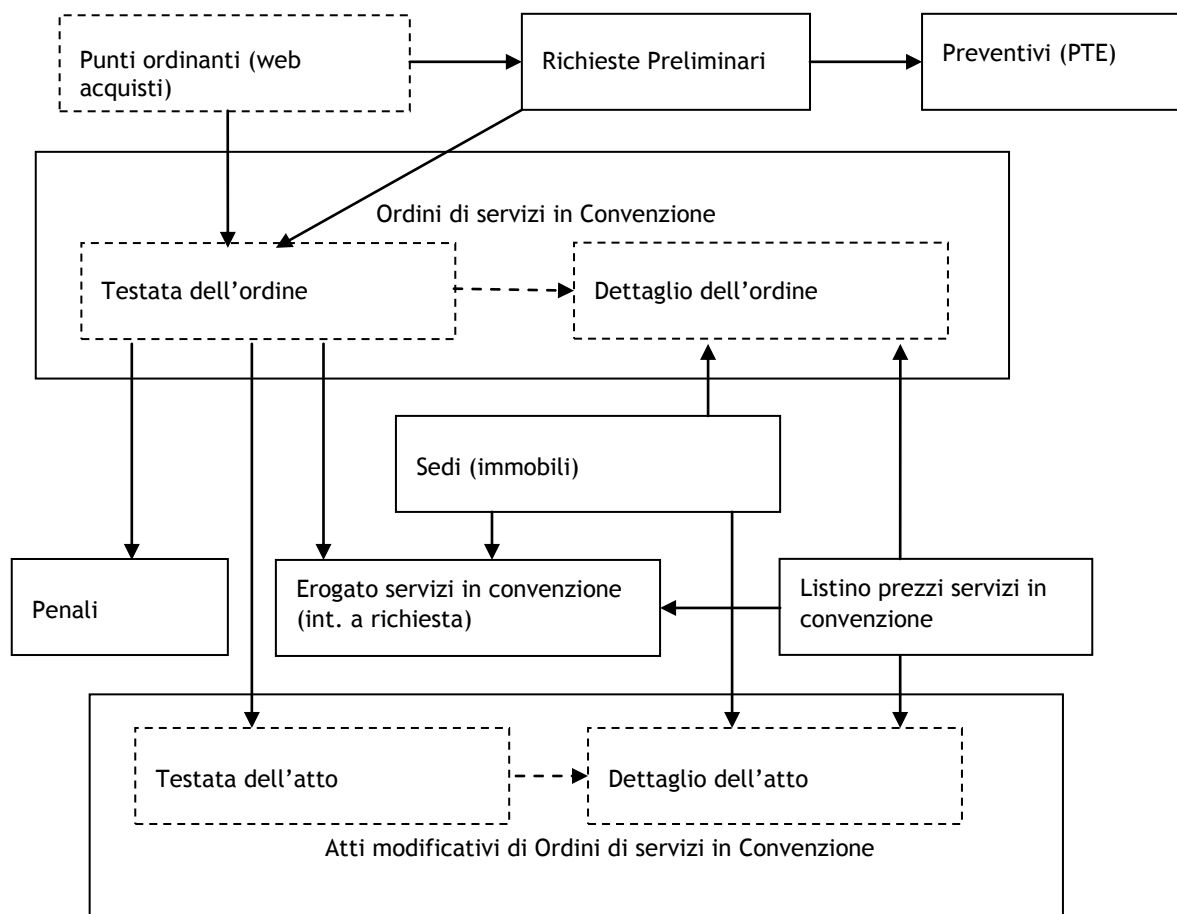 Punti ordinanti (web
acquisti)
Richieste Preliminari
Preventivi (PTE)
Ordini di servizi in Convenzione
Testata dell’ordine
Dettaglio dell’ordine
Sedi (immobili)
Penali
Erogato servizi in convenzione
(int. a richiesta)
Listino prezzi servizi in
convenzione
Testata dell’atto
Dettaglio dell’atto
Atti modificativi di Ordini di servizi in Convenzione